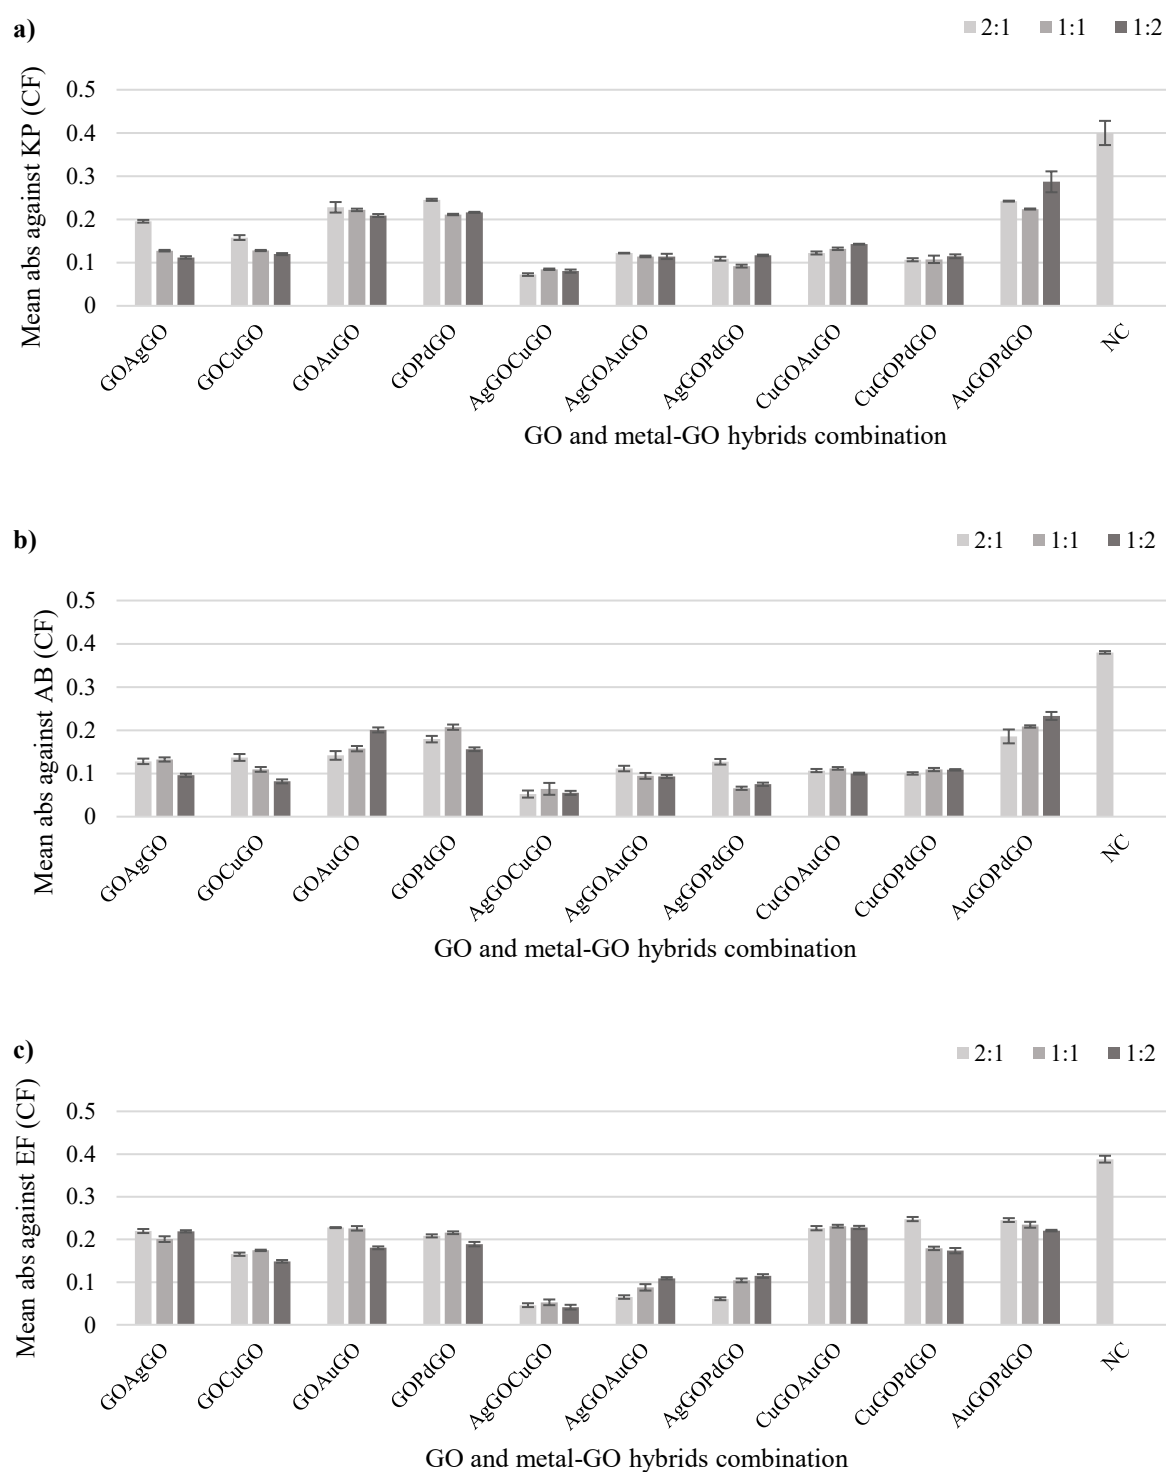 a)
2:1 1:1 1:2
Mean abs against KP (CF)
0.5
0.4
0.3
0.2
0.1
0
GOAgGO
GOCuGO
GOAuGO
GOPdGO
AgGOCuGO
AgGOAuGO
AgGOPdGO
CuGOAuGO
CuGOPdGO
AuGOPdGO
NC
GO and metal-GO hybrids combination
b)
2:1 1:1 1:2
Mean abs against AB (CF)
0.5
0.4
0.3
0.2
0.1
0
GOAgGO
GOCuGO
GOAuGO
GOPdGO
AgGOCuGO
AgGOAuGO
AgGOPdGO
CuGOAuGO
CuGOPdGO
AuGOPdGO
NC
GO and metal-GO hybrids combination
c)
2:1 1:1 1:2
Mean abs against EF (CF)
0.5
0.4
0.3
0.2
0.1
0
GOAgGO
GOCuGO
GOAuGO
GOPdGO
AgGOCuGO
AgGOAuGO
AgGOPdGO
CuGOAuGO
CuGOPdGO
AuGOPdGO
NC
GO and metal-GO hybrids combination